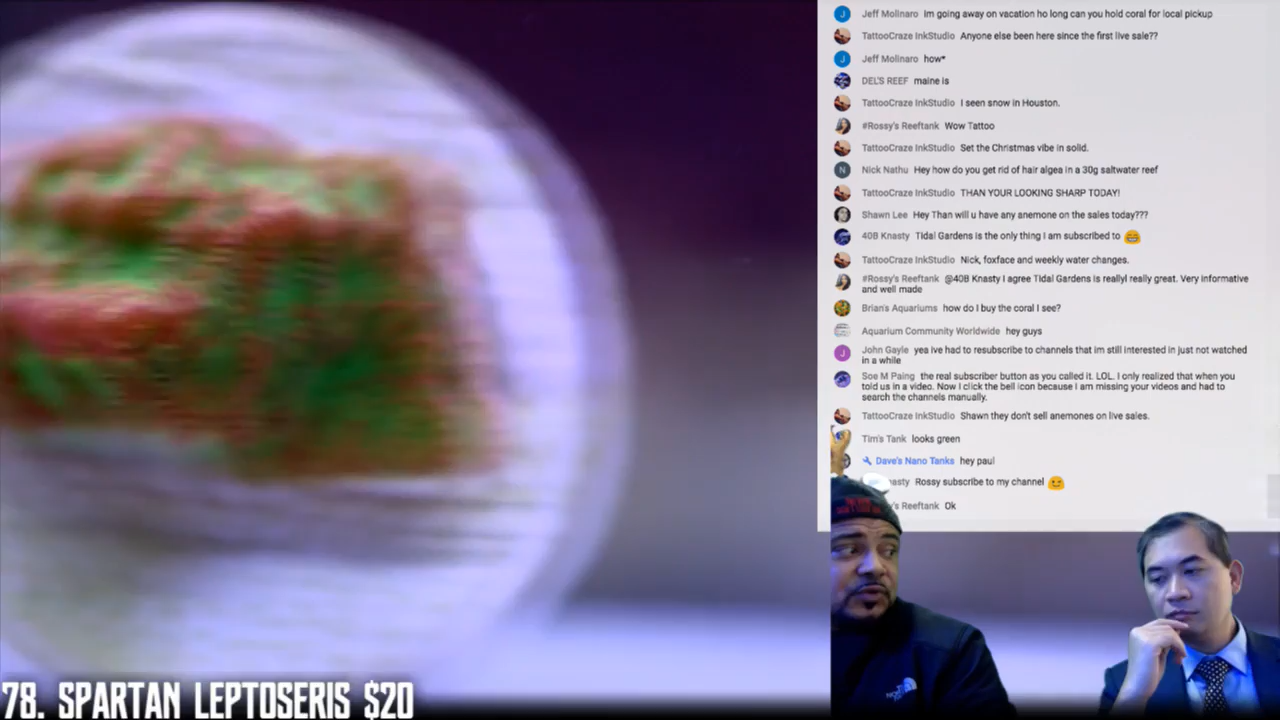 Jeff Molinaro Im going away on vacation ho long can you hold coral for local pickup
TattooCraze InkStudio Anyone else been here since the first live sale??
Jeff Molinaro how*
DEL'S REEF maine is
TattooCraze InkStudio I seen snow in Houston.
#Rossy's Reeftank Wow Tattoo
TattooCraze InkStudio Set the Christmas vibe in solid.
N Nick Nathu Hey how do you get rid of hair algea in a 30g saltwater reef
TattooCraze InkStudio THAN YOUR LOOKING SHARP TODAY!
Shawn Lee Hey Than will u have any anemone on the sales today???
40B Knasty Tidal Gardens is the only thing I am subscribed to 😄
TattooCraze InkStudio Nick, foxface and weekly water changes.
#Rossy's Reeftank @40B Knasty I agree Tidal Gardens is reallyl really great. Very informative
and well made
Brian's Aquariums how do I buy the coral I see?
Aquarium Community Worldwide hey guys
J John Gayle yea ive had to resubscribe to channels that im still interested in just not watched
in a while
Soe M Paing the real subscriber button as you called it. LOL. I only realized that when you
told us in a video. Now I click the bell icon because I am missing your videos and had to
search the channels manually.
TattooCraze InkStudio Shawn they don't sell anemones on live sales.
Tim's Tank looks green
Dave's Nano Tanks hey paul
nasty Rossy subscribe to my channel 😊
y's Reeftank Ok
78. SPARTAN LEPTOSERIS $20